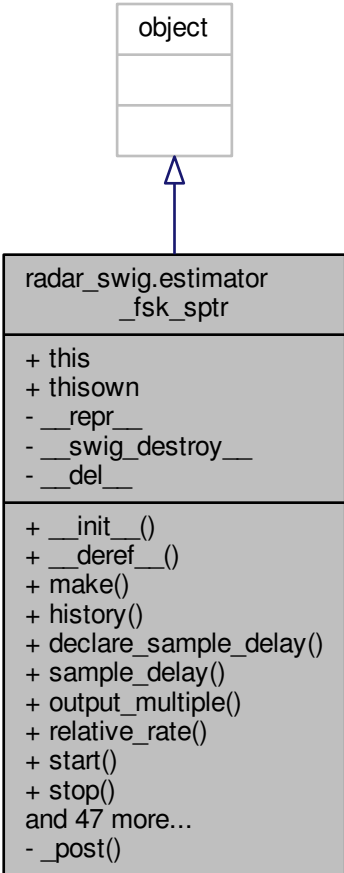 object
radar_swig.estimator
_fsk_sptr
+ this
+ thisown
- __repr__
- __swig_destroy__
- __del__
+ __init__()
+ __deref__()
+ make()
+ history()
+ declare_sample_delay()
+ sample_delay()
+ output_multiple()
+ relative_rate()
+ start()
+ stop()
and 47 more...
- _post()